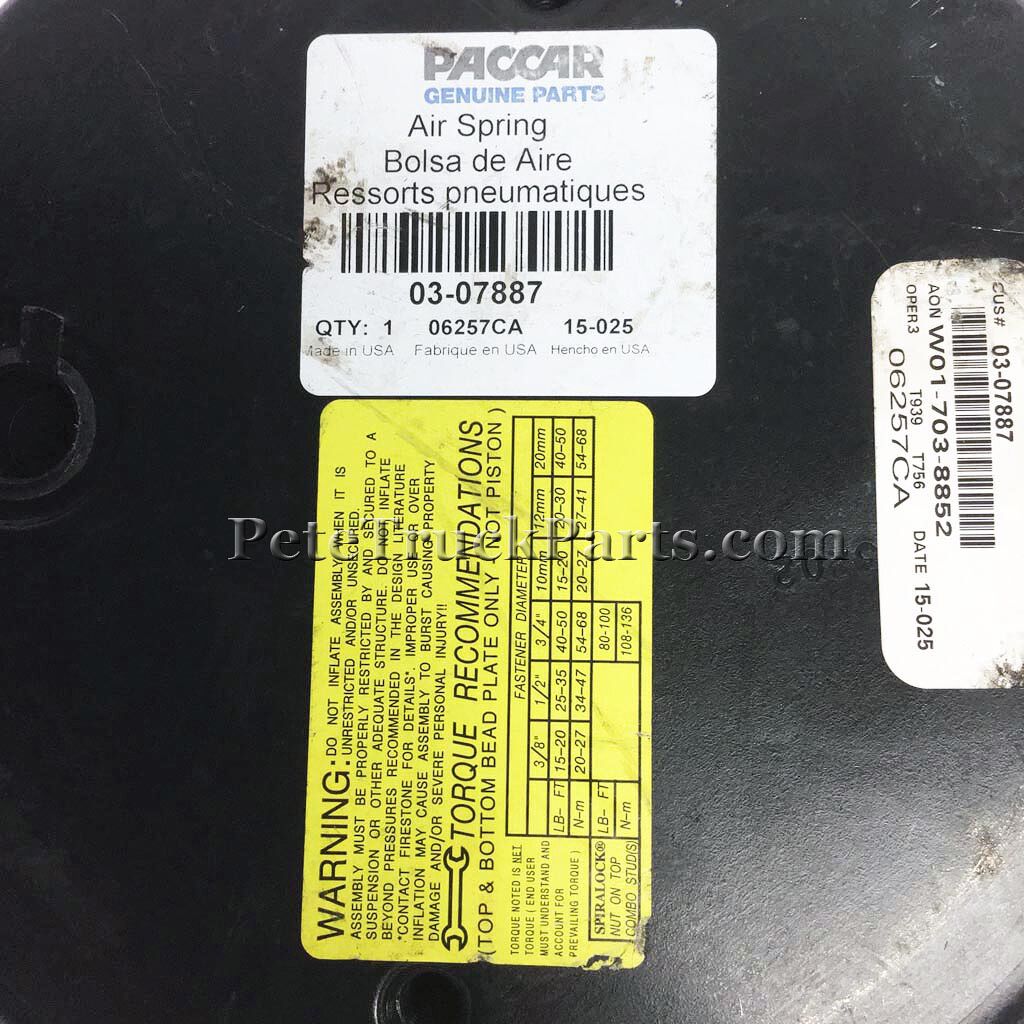 PACCAR
GENUINE PARTS
Air Spring
Bolsa de Aire
Ressorts pneumatiques
03-07887
QTY: 1 06257CA 15-025
Made in USA Fabrique en USA Hencho en USA
WARNING: DO NOT INFLATE ASSEMBLY WHEN IT IS
UNRESTRICTED AND/OR UNSECURED.
ASSEMBLY MUST BE PROPERLY RESTRICTED BY AND SECURED TO A
SUSPENSION OR OTHER ADEQUATE STRUCTURE. DO NOT INFLATE
BEYOND PRESSURES RECOMMENDED IN THE DESIGN LITERATURE
*CONTACT FIRESTONE FOR DETAILS*. IMPROPER USE OR OVER
INFLATION MAY CAUSE ASSEMBLY TO BURST CAUSING PROPERTY
DAMAGE AND/OR SEVERE PERSONAL INJURY!!
TORQUE RECOMMENDATIONS
(TOP & BOTTOM BEAD PLATE ONLY (NOT PISTON)
FASTENER DIAMETER
3/8" 1/2" 3/4" 10mm 12mm 20mm
LB- FT 15-20 25-35 40-50 15-20 40-50
N-m 20-27 34-47 54-68 27-41 54-68
LB- FT 80-100
N-m 108-136
TORQUE NOTED IS NET
TORQUE ( END USER
MUST UNDERSTAND AND
ACCOUNT FOR
PREVAILING TORQUE )
SPIRALOCK®
NUT ON TOP
COMBO STUD(S)
CUS# 03-07887
AON W01-703-8852
OPER3 T939 T756 DATE 15-025
06257CA
PeteTruckParts.com